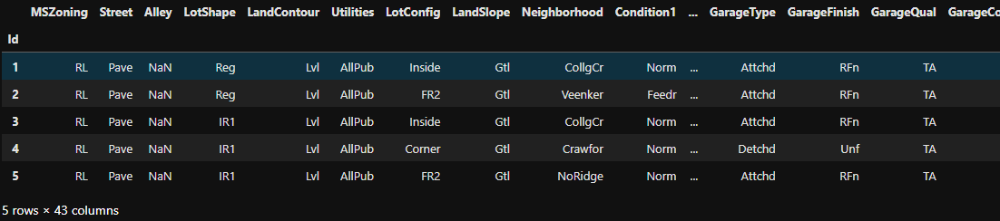 MSZoning Street Alley LotShape LandContour Utilities LotConfig LandSlope Neighborhood Condition1 ... GarageType GarageFinish GarageQual GarageCo
Id
1 RL Pave NaN Reg Lvl AllPub Inside Gtl CollgCr Norm ... Attchd RFn TA
2 RL Pave NaN Reg Lvl AllPub FR2 Gtl Veenker Feedr ... Attchd RFn TA
3 RL Pave NaN IR1 Lvl AllPub Inside Gtl CollgCr Norm ... Attchd RFn TA
4 RL Pave NaN IR1 Lvl AllPub Corner Gtl Crawfor Norm ... Detchd Unf TA
5 RL Pave NaN IR1 Lvl AllPub FR2 Gtl NoRidge Norm ... Attchd RFn TA
5 rows × 43 columns